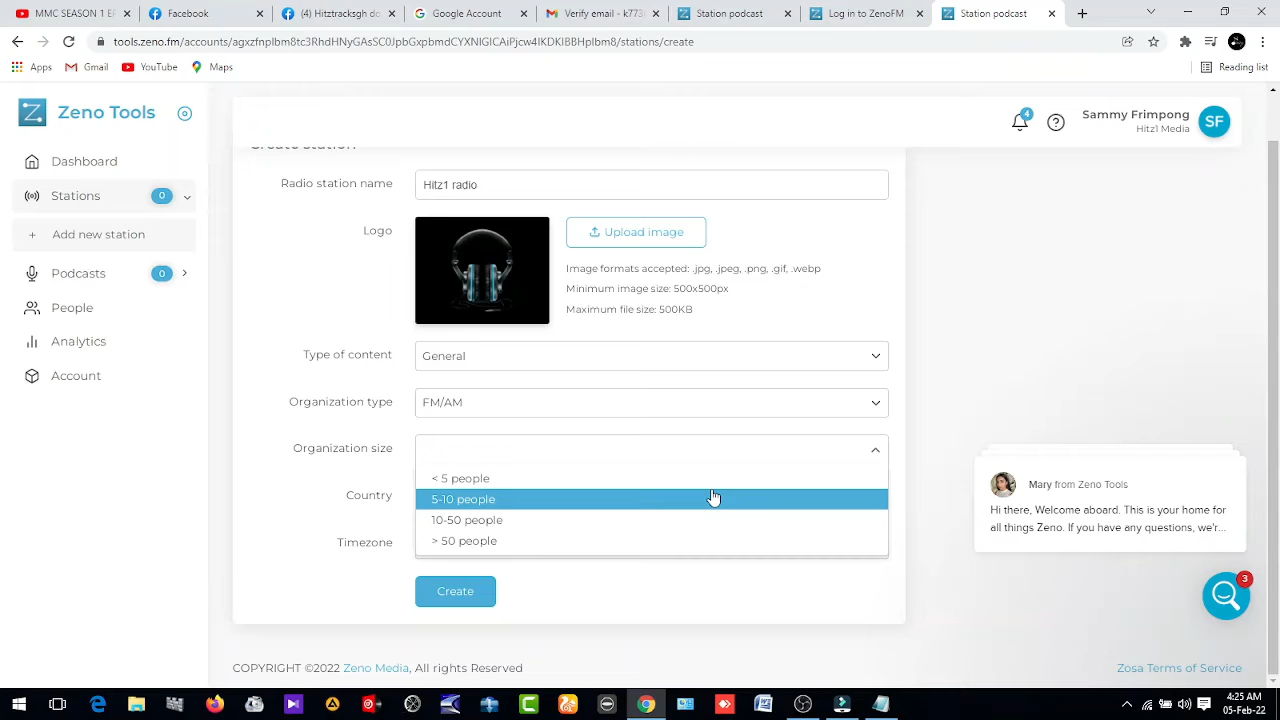 MMC SEASON 1 EP
Facebook
(4) Hitztracksgh do
Google Account
Verify email - k773
Station podcast
Log in to ZenoFM
Station podcast
tools.zeno.fm/accounts/agxzfnplbm8tc3RhdHNyGAsSC0JpbGxpbmdCYXNlGICAiPjcw4IKDKIBBHplbm8/stations/create
Apps
Gmail
YouTube
Maps
Reading list
Zeno Tools
4
Sammy Frimpong
Hitz1 Media
SF
Dashboard
Stations
0
Add new station
Podcasts
0
People
Analytics
Account
Create station
Radio station name
Hitz1 radio
Logo
Upload image
Image formats accepted: .jpg, .jpeg, .png, .gif, .webp
Minimum image size: 500x500px
Maximum file size: 500KB
Type of content
General
Organization type
FM/AM
Organization size
< 5 people
5-10 people
10-50 people
> 50 people
Country
Timezone
Create
Mary from Zeno Tools
Hi there, Welcome aboard. This is your home for
all things Zeno. If you have any questions, we'r...
3
COPYRIGHT ©2022 Zeno Media, All rights Reserved
Zosa Terms of Service
4:25 AM
05-Feb-22